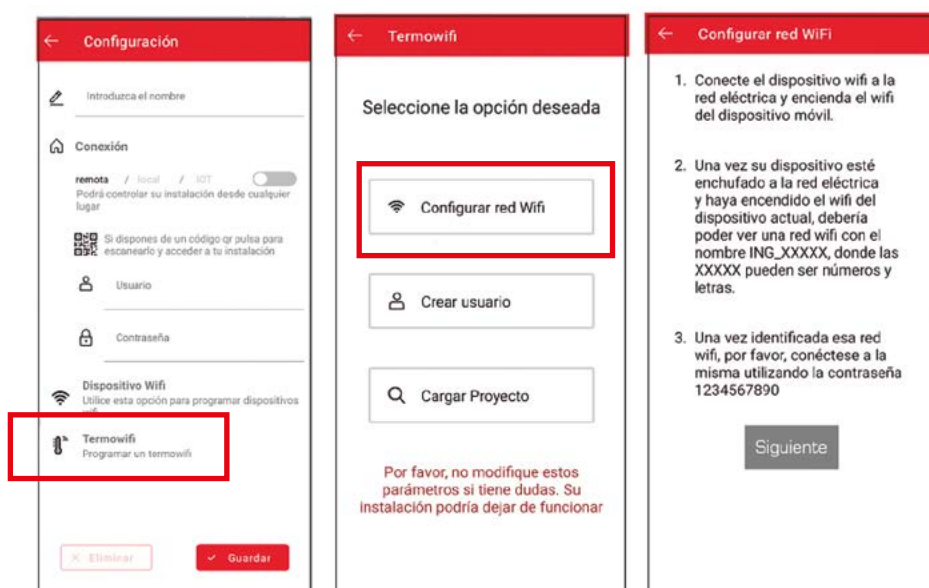 Configuración
Introduzca el nombre
Conexión
remota / local / IOT
Podrá controlar su instalación desde cualquier
lugar
Si dispones de un código qr pulsa para
escanearlo y acceder a tu instalación
Usuario
Contraseña
Dispositivo Wifi
Utilice esta opción para programar dispositivos
wifi
Termowifi
Programar un termowifi
Eliminar
Guardar
Termowifi
Seleccione la opción deseada
Configurar red Wifi
Crear usuario
Cargar Proyecto
Por favor, no modifique estos
parámetros si tiene dudas. Su
instalación podría dejar de funcionar
Configurar red WiFi
1. Conecte el dispositivo wifi a la
red eléctrica y encienda el wifi
del dispositivo móvil.
2. Una vez su dispositivo esté
enchufado a la red eléctrica
y haya encendido el wifi del
dispositivo actual, debería
poder ver una red wifi con el
nombre ING_XXXXX, donde las
XXXXX pueden ser números y
letras.
3. Una vez identificada esa red
wifi, por favor, conéctese a la
misma utilizando la contraseña
1234567890
Siguiente